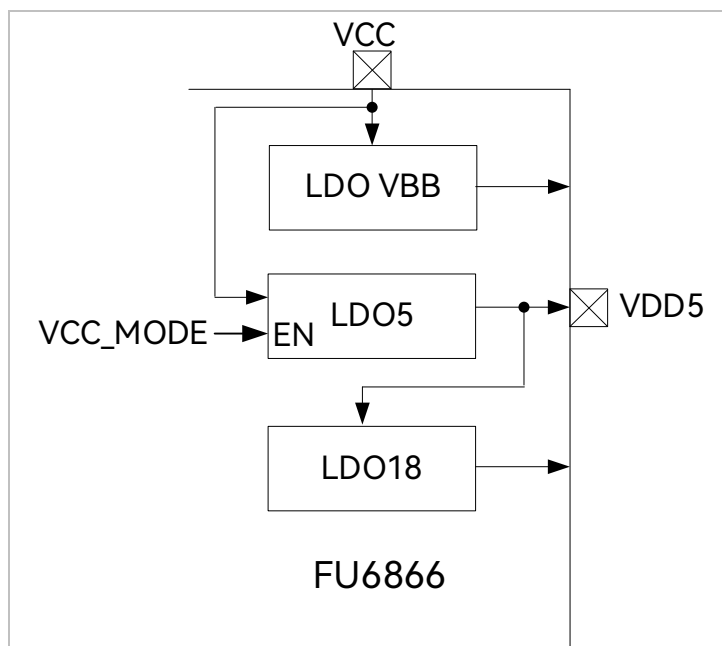 VCC
LDO VBB
LDO5
VDD5
VCC_MODE
EN
LDO18
FU6866